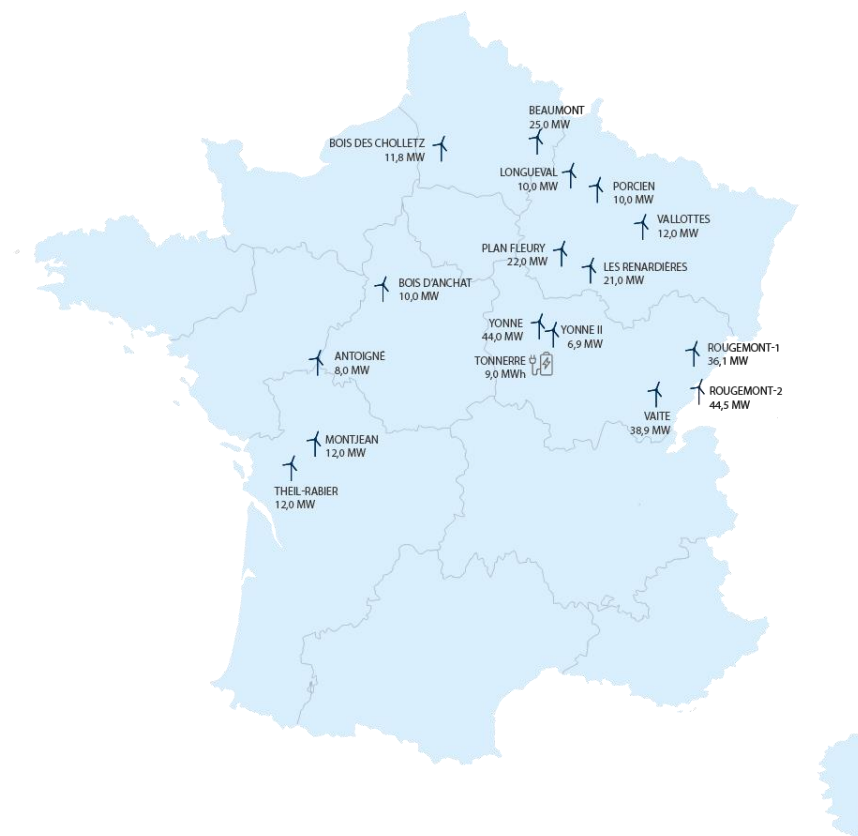 BEAUMONT
25,0 MW
BOIS DES CHOLLETZ
11,8 MW
LONGUEVAL
10,0 MW
PORCIEN
10,0 MW
VALLOTTES
12,0 MW
PLAN FLEURY
22,0 MW
LES RENARDIÈRES
21,0 MW
BOIS D'ANCHAT
10,0 MW
YONNE
44,0 MW
YONNE II
6,9 MW
TONNERRE
9,0 MWh
ROUGEMONT-1
36,1 MW
ANTOIGNÉ
8,0 MW
ROUGEMONT-2
44,5 MW
VAITE
38,9 MW
MONTJEAN
12,0 MW
THEIL-RABIER
12,0 MW